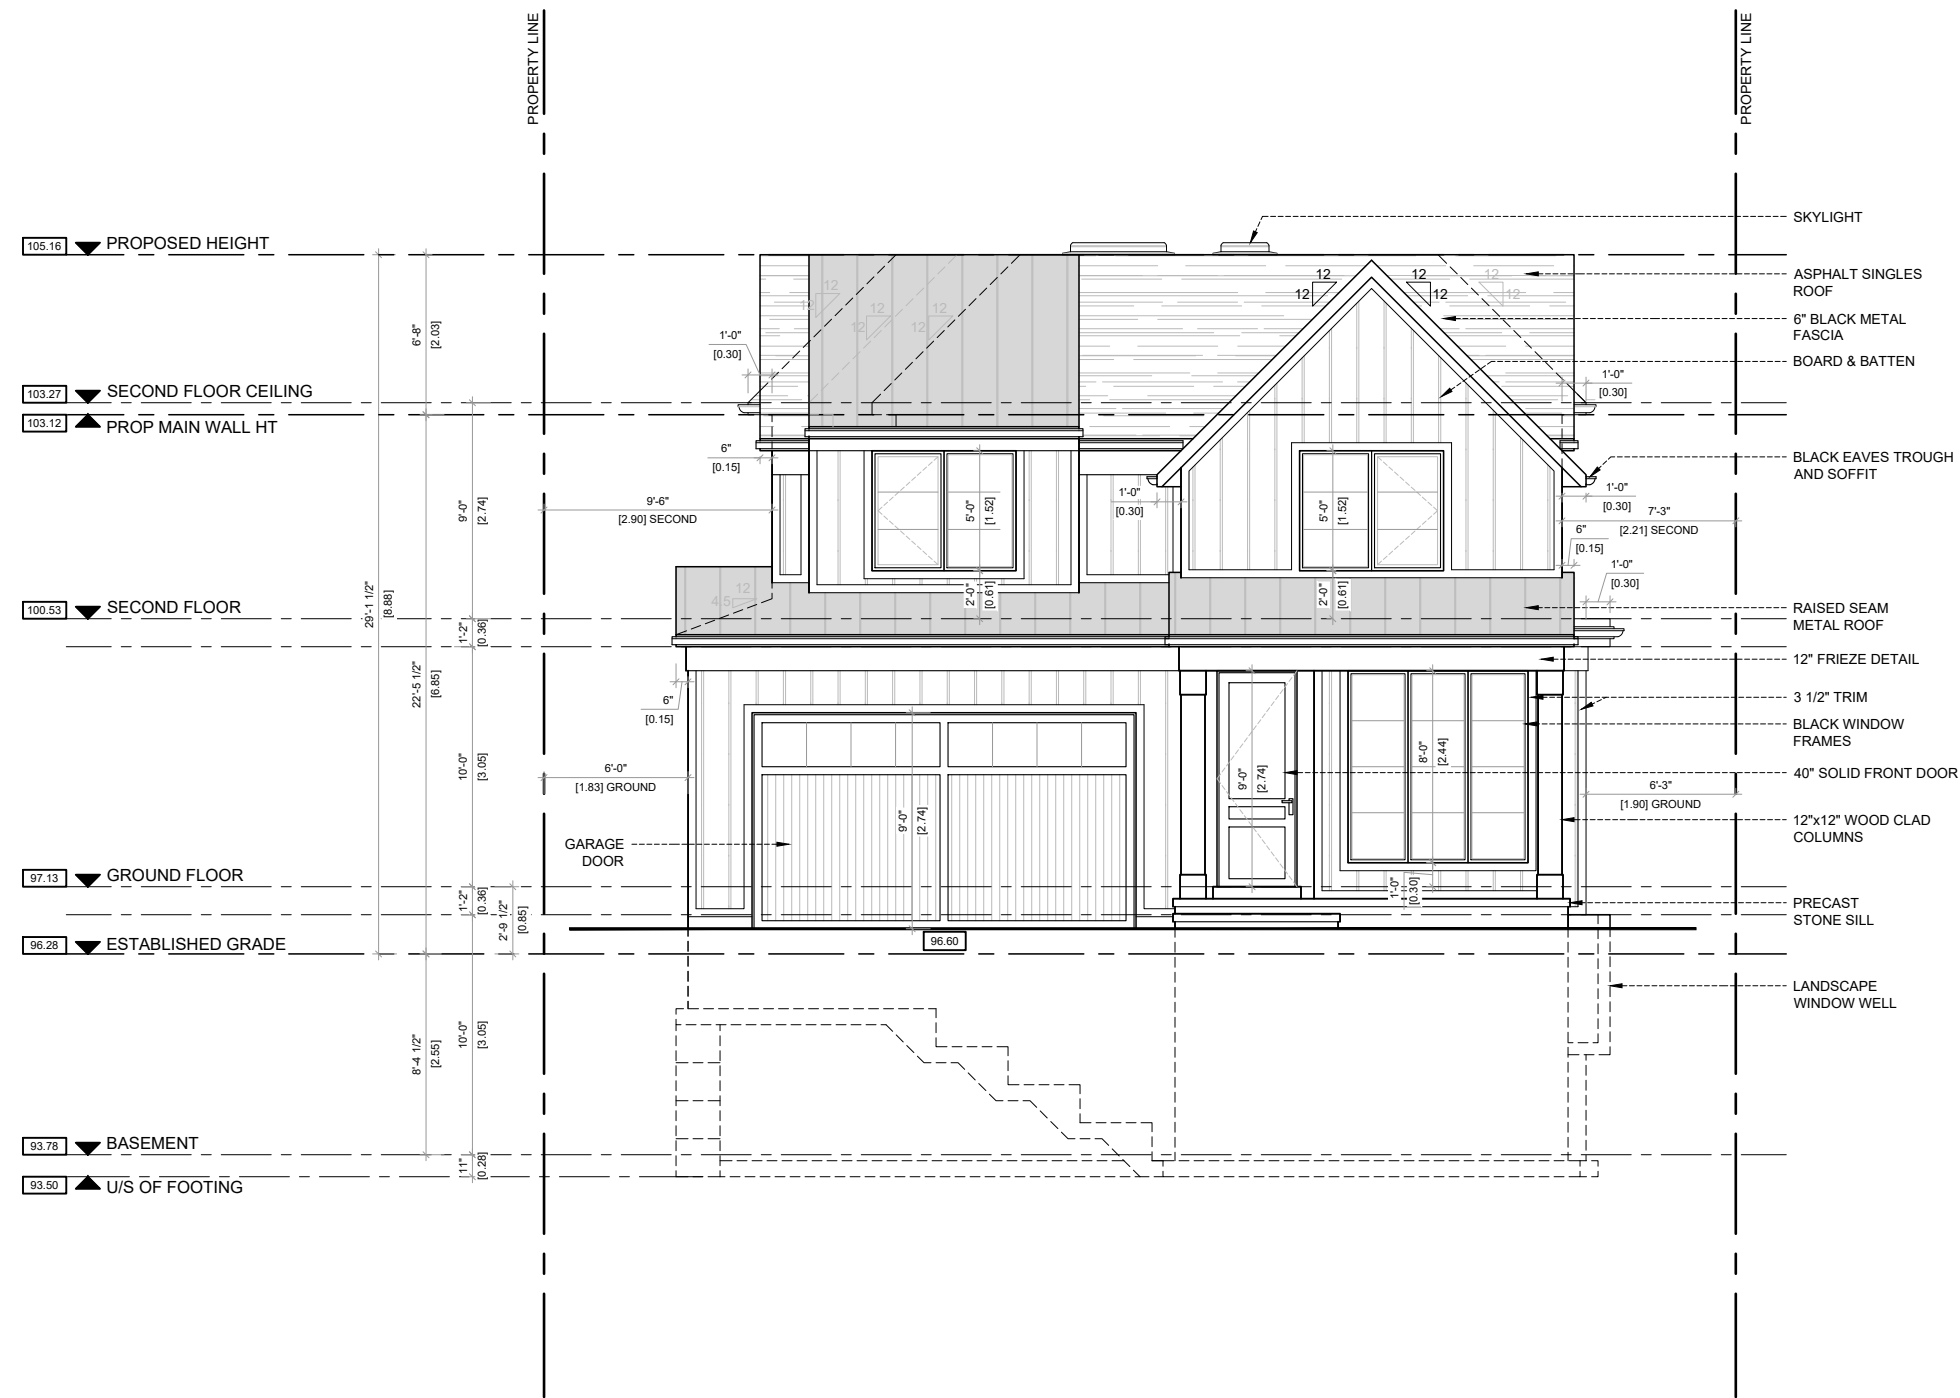 PROPERTY LINE
PROPERTY LINE
105.16 PROPOSED HEIGHT
103.27 SECOND FLOOR CEILING
103.12 PROP MAIN WALL HT
100.53 SECOND FLOOR
97.13 GROUND FLOOR
96.28 ESTABLISHED GRADE
93.78 BASEMENT
93.50 U/S OF FOOTING
29'-1 1/2"
[8.88]
6'-8"
[2.03]
22'-5 1/2"
[6.85]
8'-4 1/2"
[2.55]
9'-0"
[2.74]
1'-2"
[0.36]
10'-0"
[3.05]
1'-2"
[0.36]
2'-9 1/2"
[0.85]
10'-0"
[3.05]
11"
[0.28]
1'-0"
[0.30]
6"
[0.15]
9'-6"
[2.90] SECOND
6"
[0.15]
6'-0"
[1.83] GROUND
GARAGE
DOOR
12
12
12
12
12
12
12
4.5
12
12
12
12
12
12
5'-0"
[1.52]
2'-0"
[0.61]
1'-0"
[0.30]
5'-0"
[1.52]
2'-0"
[0.61]
9'-0"
[2.74]
9'-0"
[2.74]
8'-0"
[2.44]
1'-0"
[0.30]
96.60
1'-0"
[0.30]
1'-0"
[0.30]
7'-3"
[2.21] SECOND
6"
[0.15]
1'-0"
[0.30]
6'-3"
[1.90] GROUND
SKYLIGHT
ASPHALT SINGLES
ROOF
6" BLACK METAL
FASCIA
BOARD & BATTEN
BLACK EAVES TROUGH
AND SOFFIT
RAISED SEAM
METAL ROOF
12" FRIEZE DETAIL
3 1/2" TRIM
BLACK WINDOW
FRAMES
40" SOLID FRONT DOOR
12"x12" WOOD CLAD
COLUMNS
PRECAST
STONE SILL
LANDSCAPE
WINDOW WELL